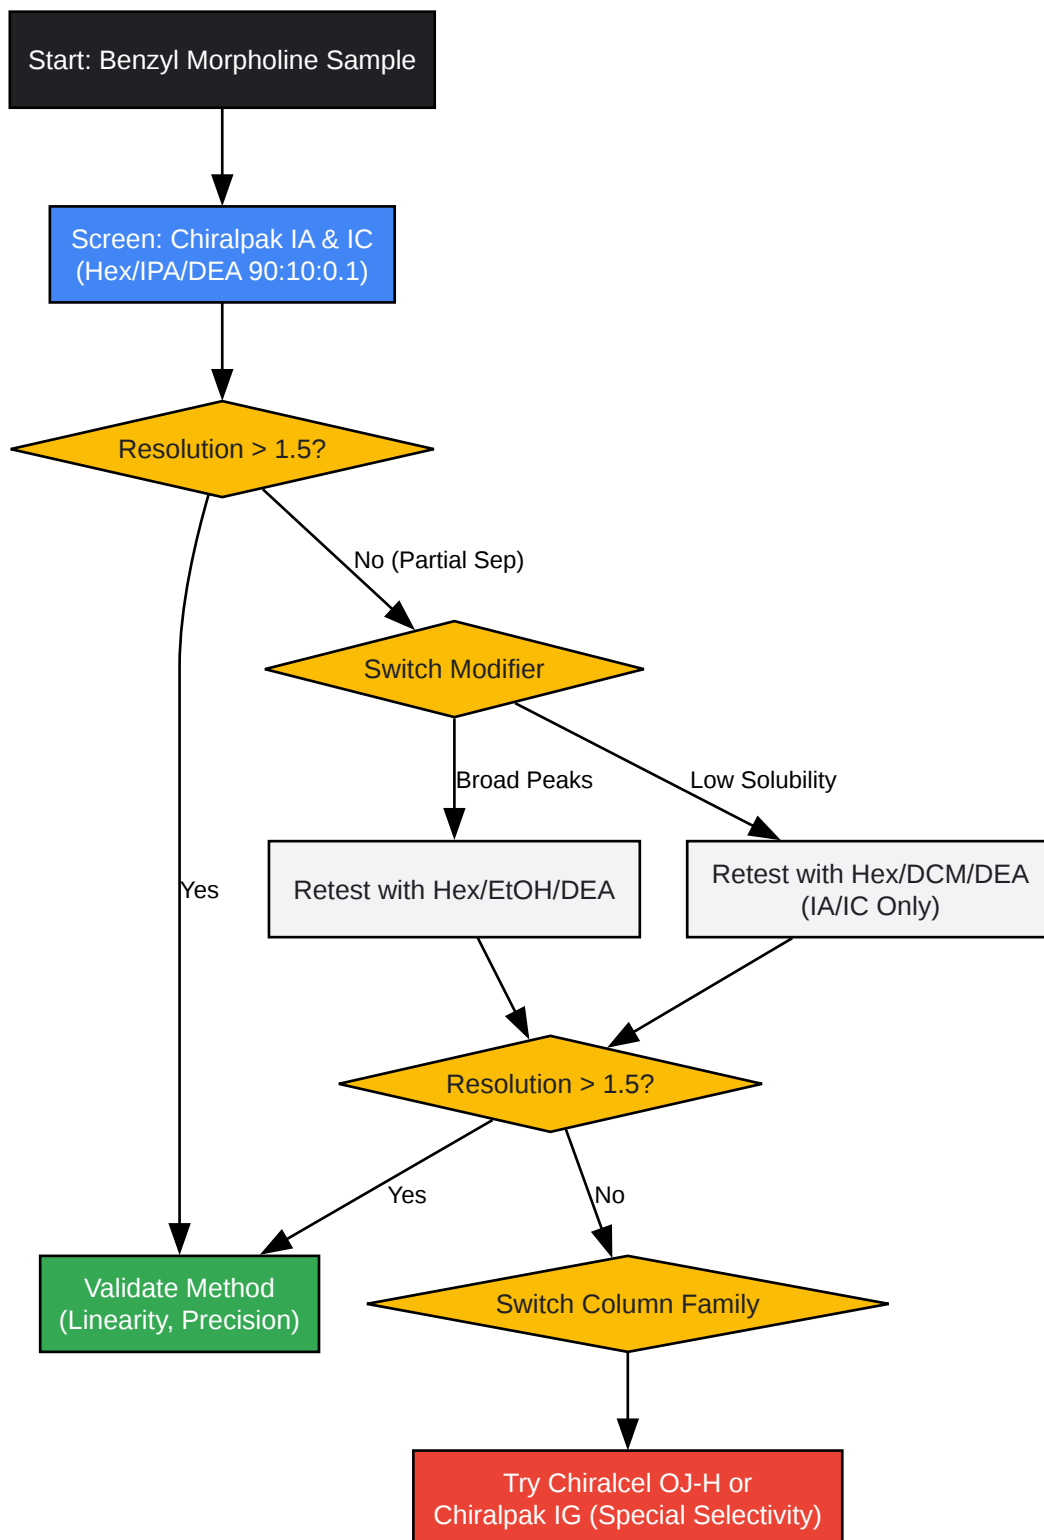 Start: Benzyl Morpholine Sample
Screen: Chiralpak IA & IC
(Hex/IPA/DEA 90:10:0.1)
Resolution > 1.5?
No (Partial Sep)
Switch Modifier
Broad Peaks
Low Solubility
Yes
Retest with Hex/EtOH/DEA
Retest with Hex/DCM/DEA
(IA/IC Only)
Resolution > 1.5?
Yes
No
Validate Method
(Linearity, Precision)
Switch Column Family
Try Chiralcel OJ-H or
Chiralpak IG (Special Selectivity)